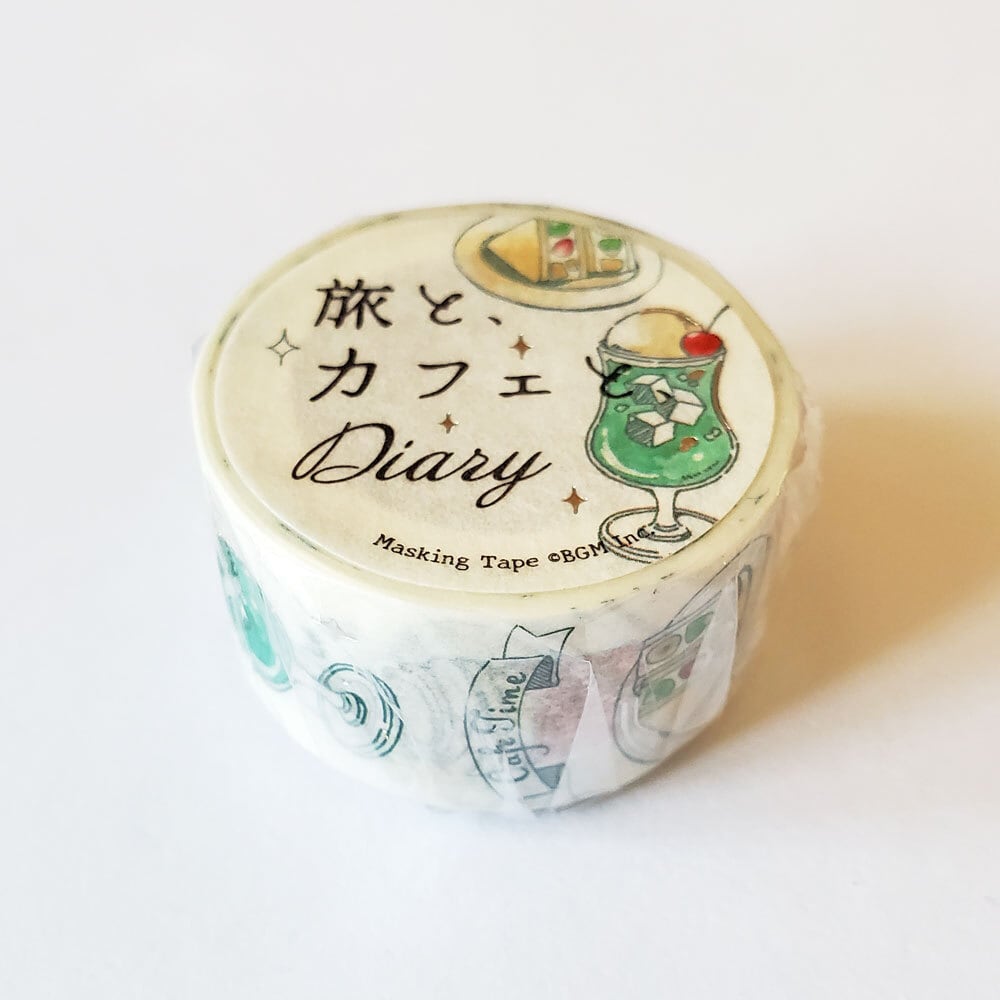 旅と、
カフェと、
Diary
Masking Tape ©BGM Inc.
Cafe Time